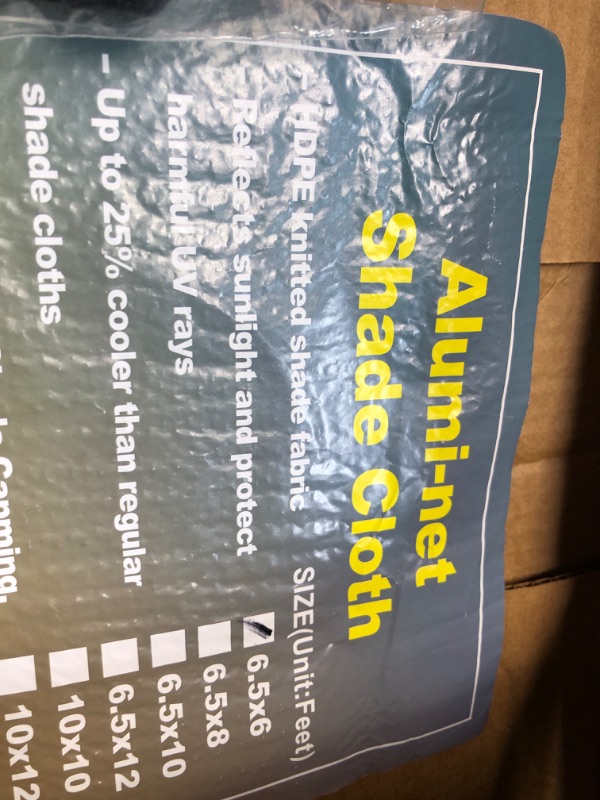 Alumi-net
Shade Cloth
- HDPE knitted shade fabric
- Reflects sunlight and protect
harmful UV rays
- Up to 25% cooler than regular
shade cloths
SIZE(Unit:Feet)
6.5x6
6.5x8
6.5x10
6.5x12
10x10
10x12